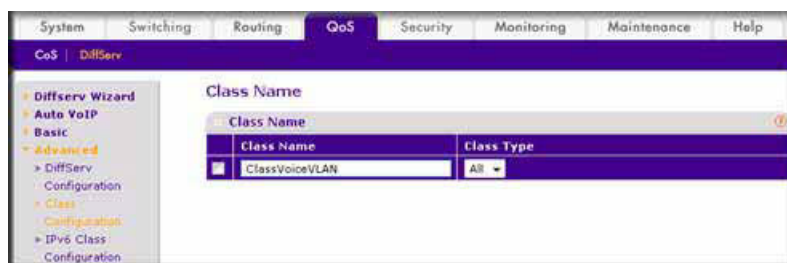 System Switching Routing QoS Security Monitoring Maintenance Help
CoS | DiffServ
Diffserv Wizard
Auto VoIP
Basic
Advanced
» DiffServ
Configuration
» Class
Configuration
» IPv6 Class
Configuration
Class Name
Class Name
Class Name Class Type
ClassVoiceVLAN All